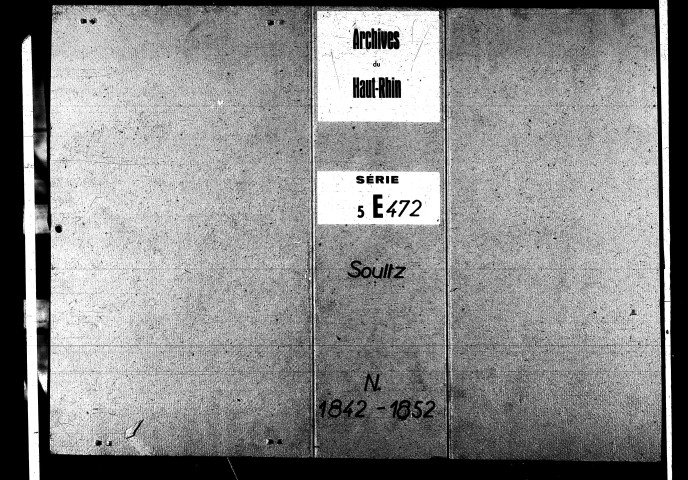 Archives
du
Haut-Rhin
SÉRIE
5 E 472
Soultz
N.
1842 - 1852